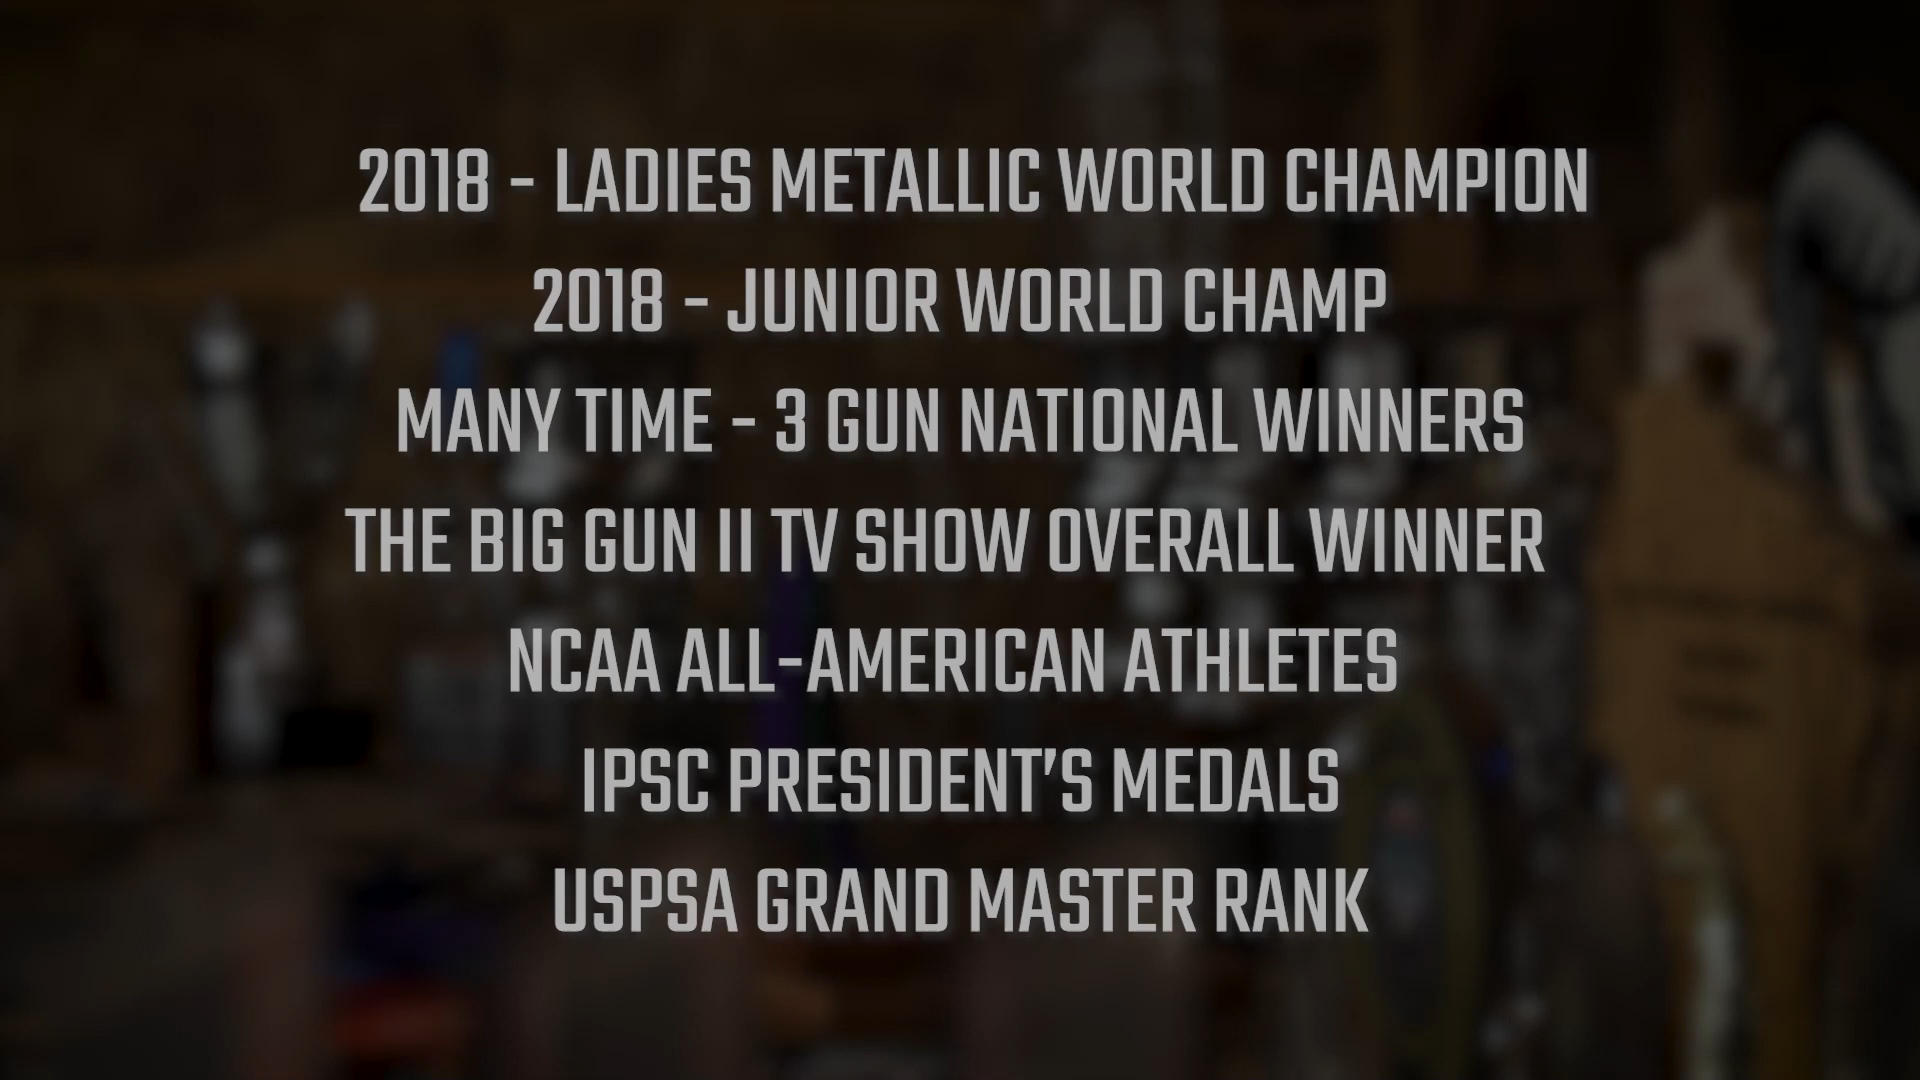 2018 - LADIES METALLIC WORLD CHAMPION
2018 - JUNIOR WORLD CHAMP
MANY TIME - 3 GUN NATIONAL WINNERS
THE BIG GUN II TV SHOW OVERALL WINNER
NCAA ALL-AMERICAN ATHLETES
IPSC PRESIDENT'S MEDALS
USPSA GRAND MASTER RANK